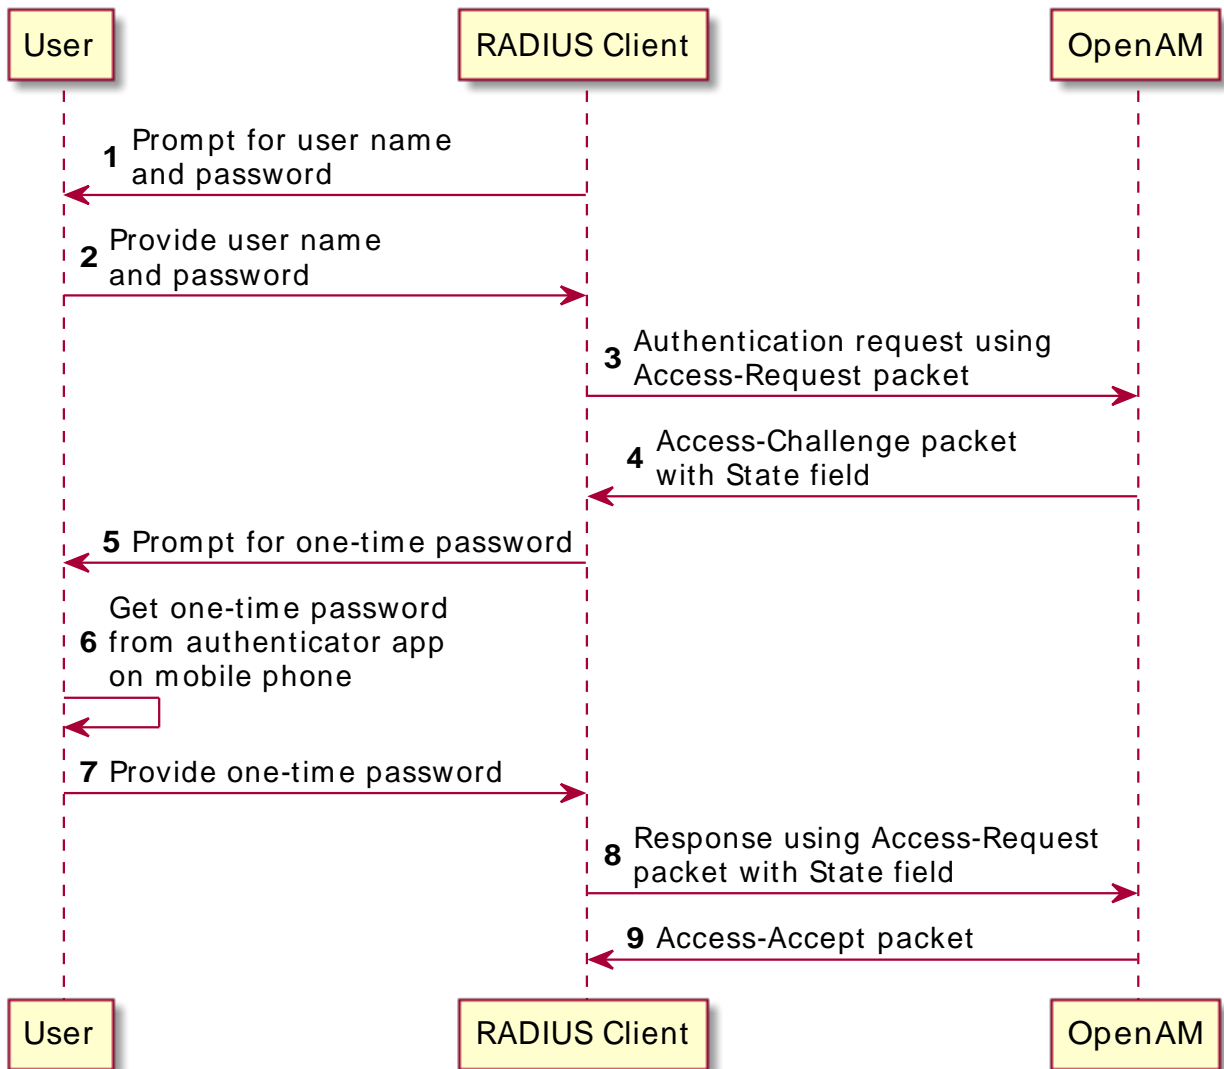 User
RADIUS Client
OpenAM
1 Prompt for user name
and password
2 Provide user name
and password
3 Authentication request using
Access-Request packet
4 Access-Challenge packet
with State field
5 Prompt for one-time password
Get one-time password
6 from authenticator app
on mobile phone
7 Provide one-time password
8 Response using Access-Request
packet with State field
9 Access-Accept packet
User
RADIUS Client
OpenAM